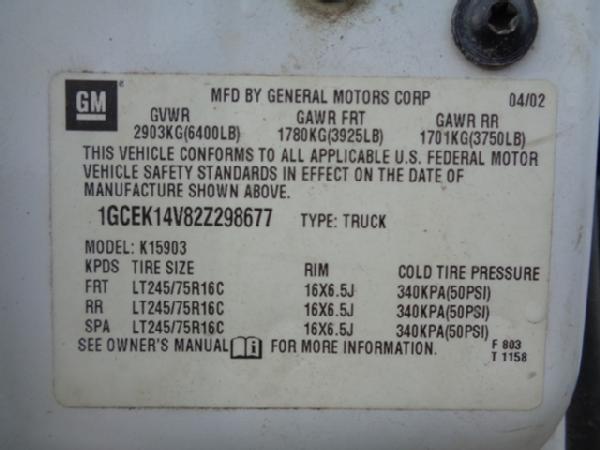 GM
MFD BY GENERAL MOTORS CORP 04/02
GVWR GAWR FRT GAWR RR
2903KG(6400LB) 1780KG(3925LB) 1701KG(3750LB)
THIS VEHICLE CONFORMS TO ALL APPLICABLE U.S. FEDERAL MOTOR
VEHICLE SAFETY STANDARDS IN EFFECT ON THE DATE OF
MANUFACTURE SHOWN ABOVE.
1GCEK14V82Z298677 TYPE: TRUCK
MODEL: K15903
KPDS TIRE SIZE RIM COLD TIRE PRESSURE
FRT LT245/75R16C 16X6.5J 340KPA(50PSI)
RR LT245/75R16C 16X6.5J 340KPA(50PSI)
SPA LT245/75R16C 16X6.5J 340KPA(50PSI)
SEE OWNER'S MANUAL i FOR MORE INFORMATION. F 803
T 1158